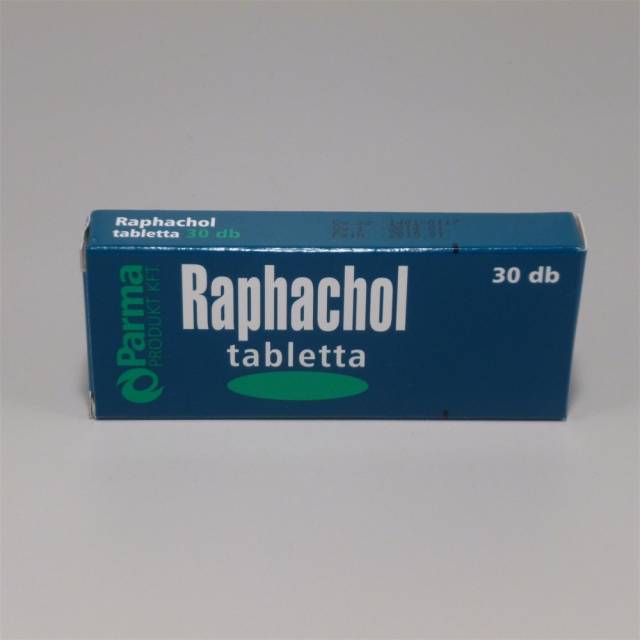 Raphachol
tabletta 30 db
Parma
PRODUKT KFT.
Raphachol
tabletta
30 db